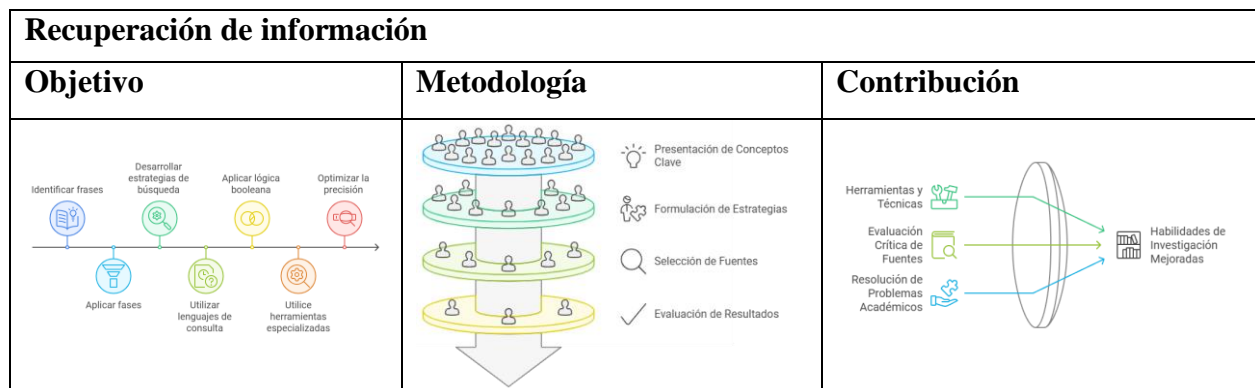 Recuperación de información
Objetivo
Metodología
Contribución
Identificar frases
Desarrollar
estrategias de
búsqueda
Aplicar lógica
booleana
Optimizar la
precisión
Aplicar fases
Utilizar
lenguajes de
consulta
Utilice
herramientas
especializadas
Presentación de Conceptos
Clave
Formulación de Estrategias
Selección de Fuentes
Evaluación de Resultados
Herramientas y
Técnicas
Evaluación
Crítica de
Fuentes
Resolución de
Problemas
Académicos
Habilidades de
Investigación
Mejoradas